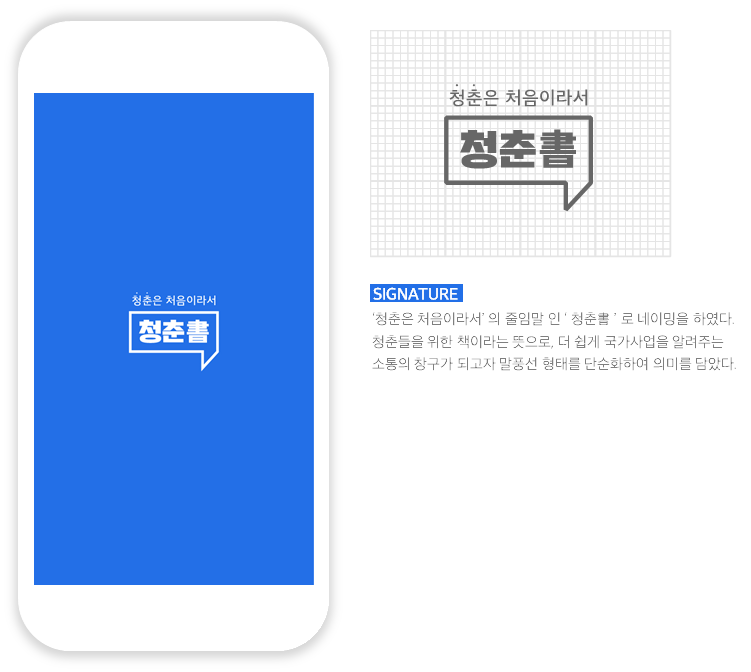 청춘은 처음이라서
청춘書
청춘은 처음이라서
청춘書
SIGNATURE
'청춘은 처음이라서' 의 줄임말 인 ' 청춘書 ' 로 네이밍을 하였다.
청춘들을 위한 책이라는 뜻으로, 더 쉽게 국가사업을 알려주는
소통의 창구가 되고자 말풍선 형태를 단순화하여 의미를 담았다.